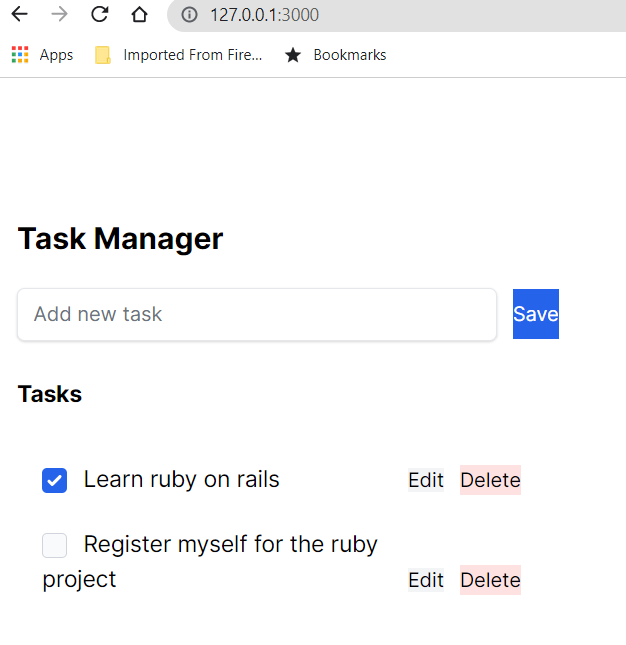 127.0.0.1:3000
Apps Imported From Fire... Bookmarks
Task Manager
Add new task Save
Tasks
Learn ruby on rails Edit Delete
Register myself for the ruby
project Edit Delete